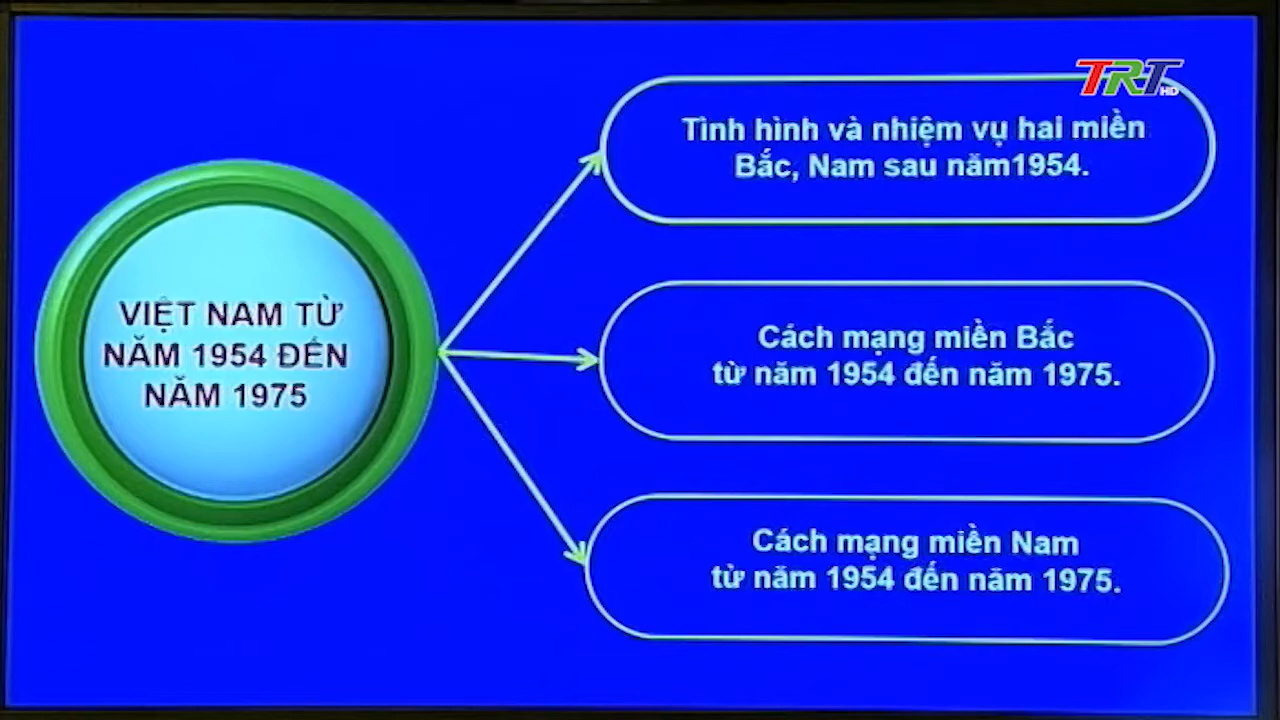 TRT HD
VIỆT NAM TỪ
NĂM 1954 ĐẾN
NĂM 1975
Tình hình và nhiệm vụ hai miền
Bắc, Nam sau năm1954.
Cách mạng miền Bắc
từ năm 1954 đến năm 1975.
Cách mạng miền Nam
từ năm 1954 đến năm 1975.